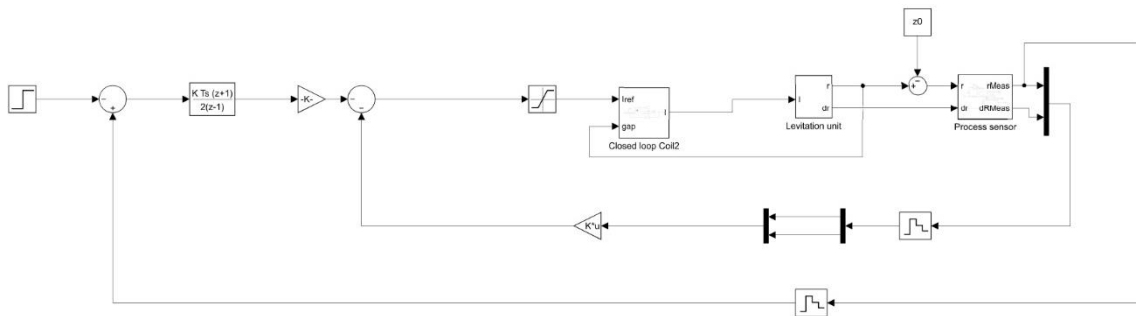 z0
K Ts (z+1)
2(z-1)
-K-
Iref
gap
I
Closed loop Coil2
I
r
dr
Levitation unit
r
dr
rMeas
dRMeas
Process sensor
K*u